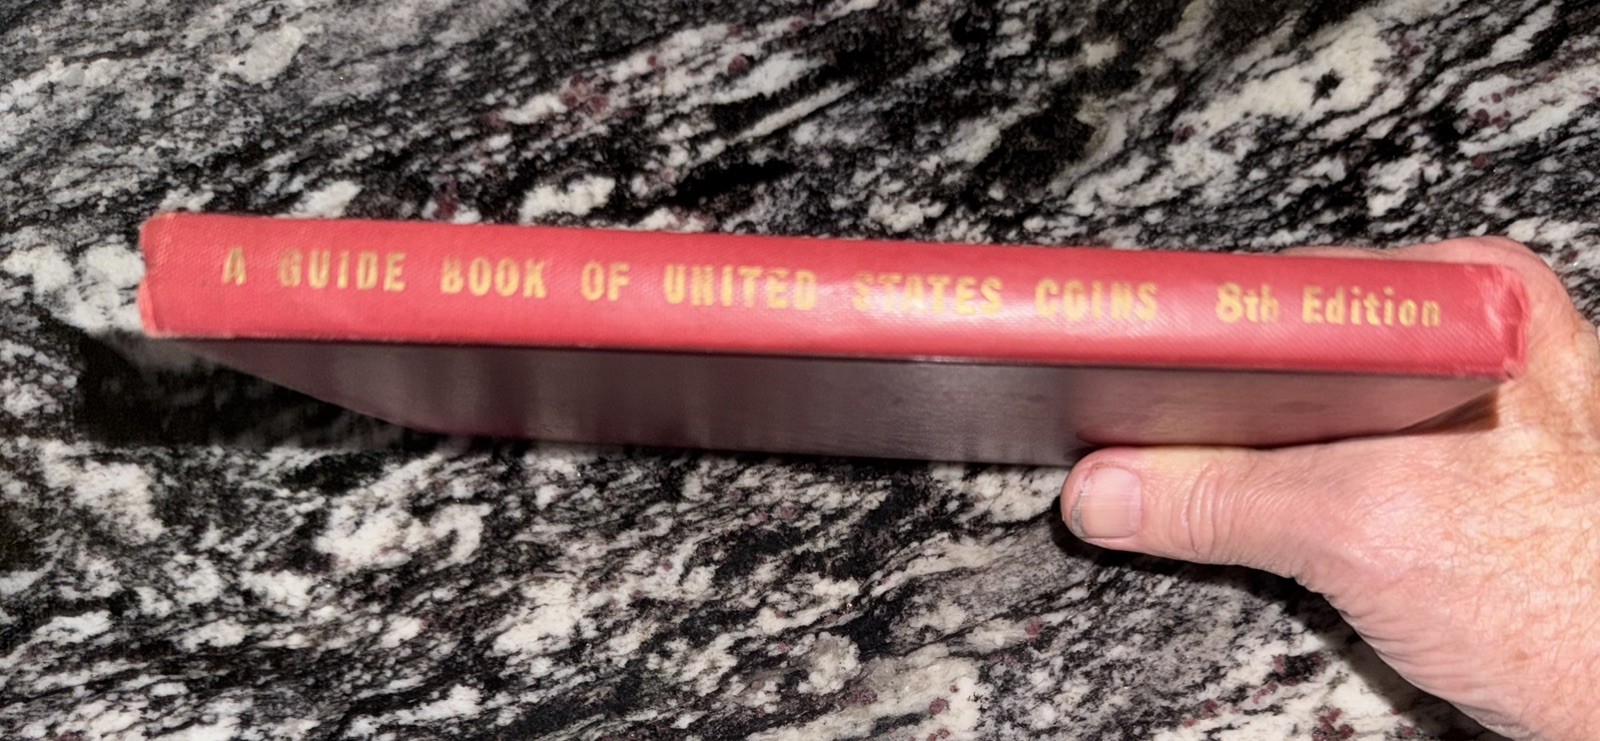 A GUIDE BOOK OF UNITED STATES COINS 8th Edition